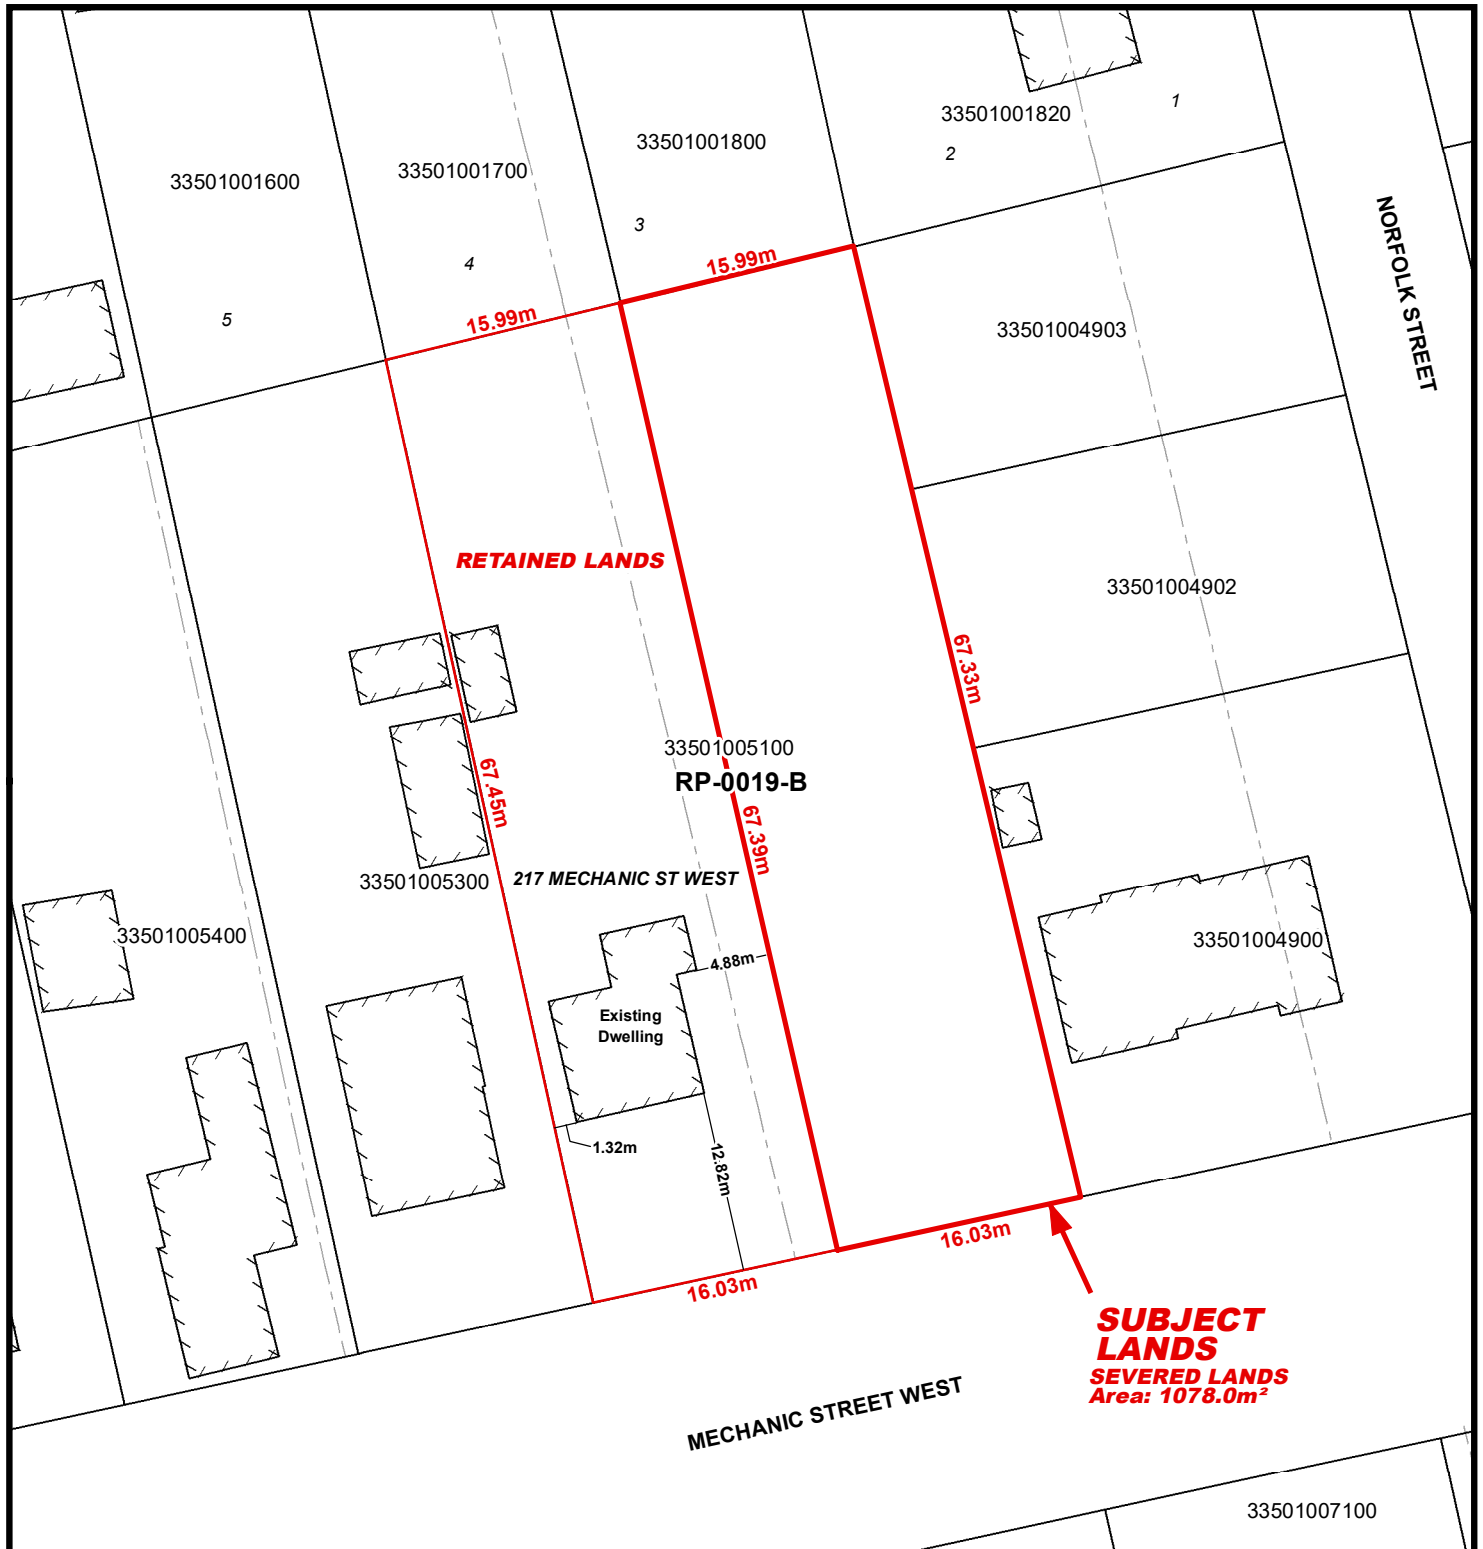 33501001820
1
33501001800
2
33501001700
33501001600
NORFOLK STREET
3
4
15.99m
5
15.99m
33501004903
RETAINED LANDS
33501004902
67.33m
33501005100
RP-0019-B
67.45m
67.39m
33501005300
217 MECHANIC ST WEST
33501005400
33501004900
4.88m
Existing
Dwelling
1.32m
12.82m
16.03m
16.03m
SUBJECT
LANDS
SEVERED LANDS
Area: 1078.0m²
MECHANIC STREET WEST
33501007100